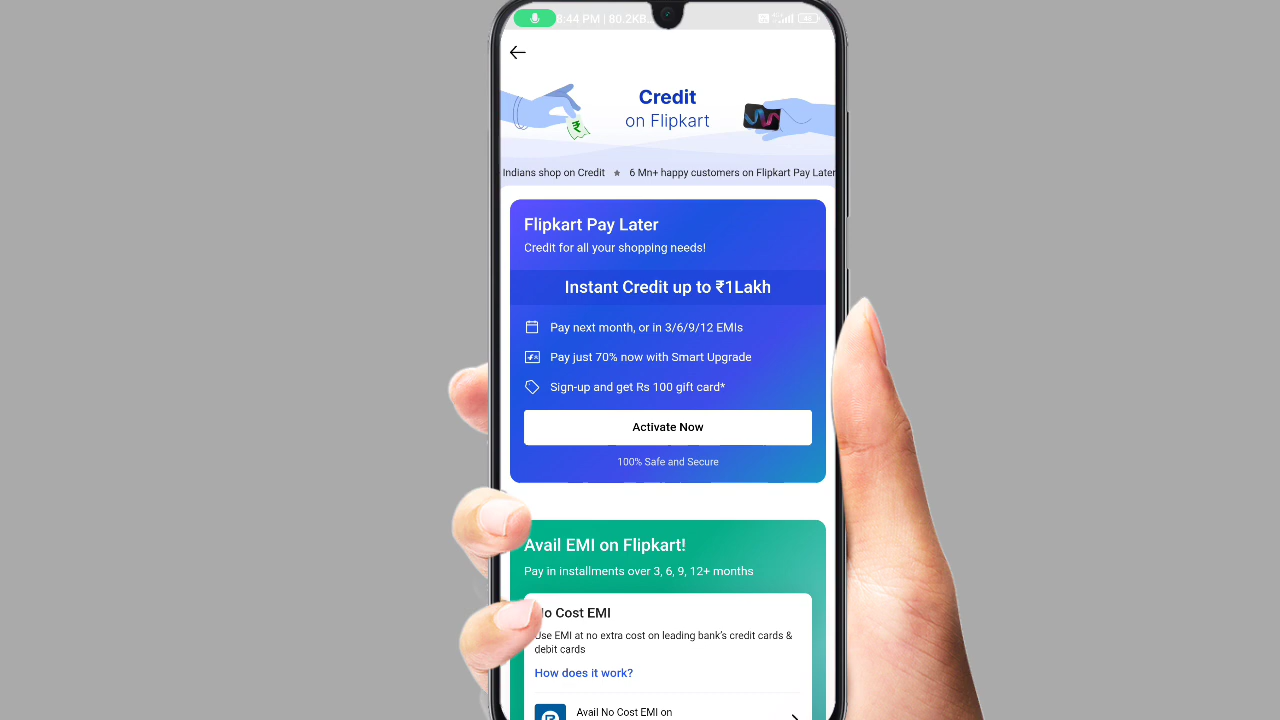 :44 PM | 80.2KB...
Credit
on Flipkart
Indians shop on Credit ★ 6 Mn+ happy customers on Flipkart Pay Later
Flipkart Pay Later
Credit for all your shopping needs!
Instant Credit up to ₹1Lakh
Pay next month, or in 3/6/9/12 EMIs
Pay just 70% now with Smart Upgrade
Sign-up and get Rs 100 gift card*
Activate Now
100% Safe and Secure
Avail EMI on Flipkart!
Pay in installments over 3, 6, 9, 12+ months
No Cost EMI
Use EMI at no extra cost on leading bank's credit cards &
debit cards
How does it work?
Avail No Cost EMI on